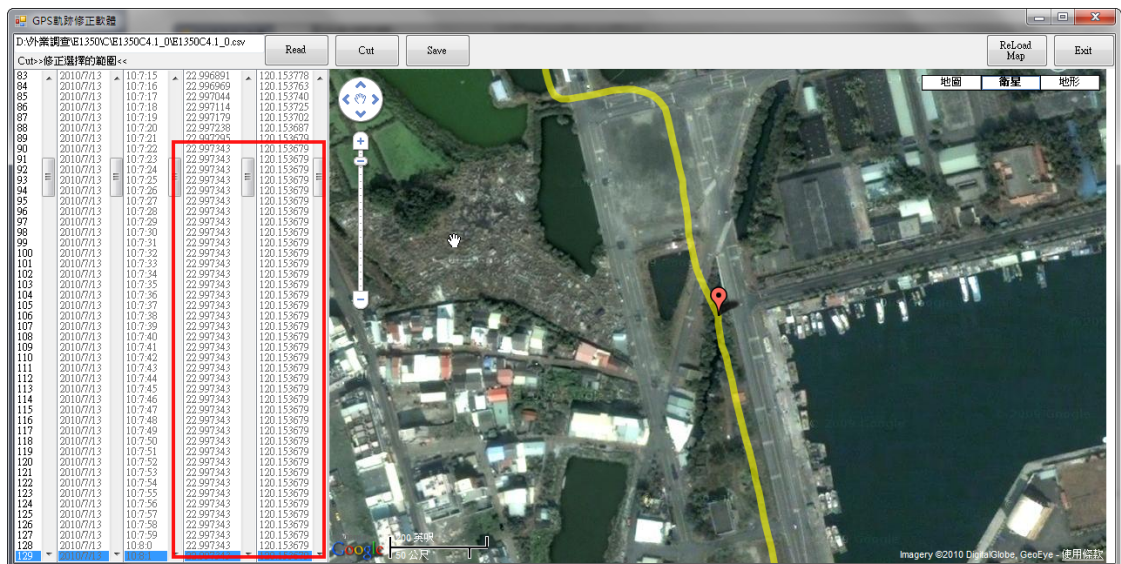 GPS軌跡修正軟體
D:\外業調查\E1350\C\E1350C4.1_0\E1350C4.1_0.csv
Read
Cut
Save
ReLoad Map
Exit
Cut>>修正選擇的範圍<<
地圖 衛星 地形
83 2010/7/13 10:7:15 22.996891 120.153778
84 2010/7/13 10:7:16 22.996969 120.153763
85 2010/7/13 10:7:17 22.997044 120.153740
86 2010/7/13 10:7:18 22.997114 120.153725
87 2010/7/13 10:7:19 22.997179 120.153702
88 2010/7/13 10:7:20 22.997238 120.153687
89 2010/7/13 10:7:21 22.997295 120.153679
90 2010/7/13 10:7:22 22.997343 120.153679
91 2010/7/13 10:7:23 22.997343 120.153679
92 2010/7/13 10:7:24 22.997343 120.153679
93 2010/7/13 10:7:25 22.997343 120.153679
94 2010/7/13 10:7:26 22.997343 120.153679
95 2010/7/13 10:7:27 22.997343 120.153679
96 2010/7/13 10:7:28 22.997343 120.153679
97 2010/7/13 10:7:29 22.997343 120.153679
98 2010/7/13 10:7:30 22.997343 120.153679
99 2010/7/13 10:7:31 22.997343 120.153679
100 2010/7/13 10:7:32 22.997343 120.153679
101 2010/7/13 10:7:33 22.997343 120.153679
102 2010/7/13 10:7:34 22.997343 120.153679
103 2010/7/13 10:7:35 22.997343 120.153679
104 2010/7/13 10:7:36 22.997343 120.153679
105 2010/7/13 10:7:37 22.997343 120.153679
106 2010/7/13 10:7:38 22.997343 120.153679
107 2010/7/13 10:7:39 22.997343 120.153679
108 2010/7/13 10:7:40 22.997343 120.153679
109 2010/7/13 10:7:41 22.997343 120.153679
110 2010/7/13 10:7:42 22.997343 120.153679
111 2010/7/13 10:7:43 22.997343 120.153679
112 2010/7/13 10:7:44 22.997343 120.153679
113 2010/7/13 10:7:45 22.997343 120.153679
114 2010/7/13 10:7:46 22.997343 120.153679
115 2010/7/13 10:7:47 22.997343 120.153679
116 2010/7/13 10:7:48 22.997343 120.153679
117 2010/7/13 10:7:49 22.997343 120.153679
118 2010/7/13 10:7:50 22.997343 120.153679
119 2010/7/13 10:7:51 22.997343 120.153679
120 2010/7/13 10:7:52 22.997343 120.153679
121 2010/7/13 10:7:53 22.997343 120.153679
122 2010/7/13 10:7:54 22.997343 120.153679
123 2010/7/13 10:7:55 22.997343 120.153679
124 2010/7/13 10:7:56 22.997343 120.153679
125 2010/7/13 10:7:57 22.997343 120.153679
126 2010/7/13 10:7:58 22.997343 120.153679
127 2010/7/13 10:7:59 22.997343 120.153679
128 2010/7/13 10:8:0 22.997343 120.153679
129
Google
200 英呎
50 公尺
Imagery ©2010 DigitalGlobe, GeoEye - 使用條款